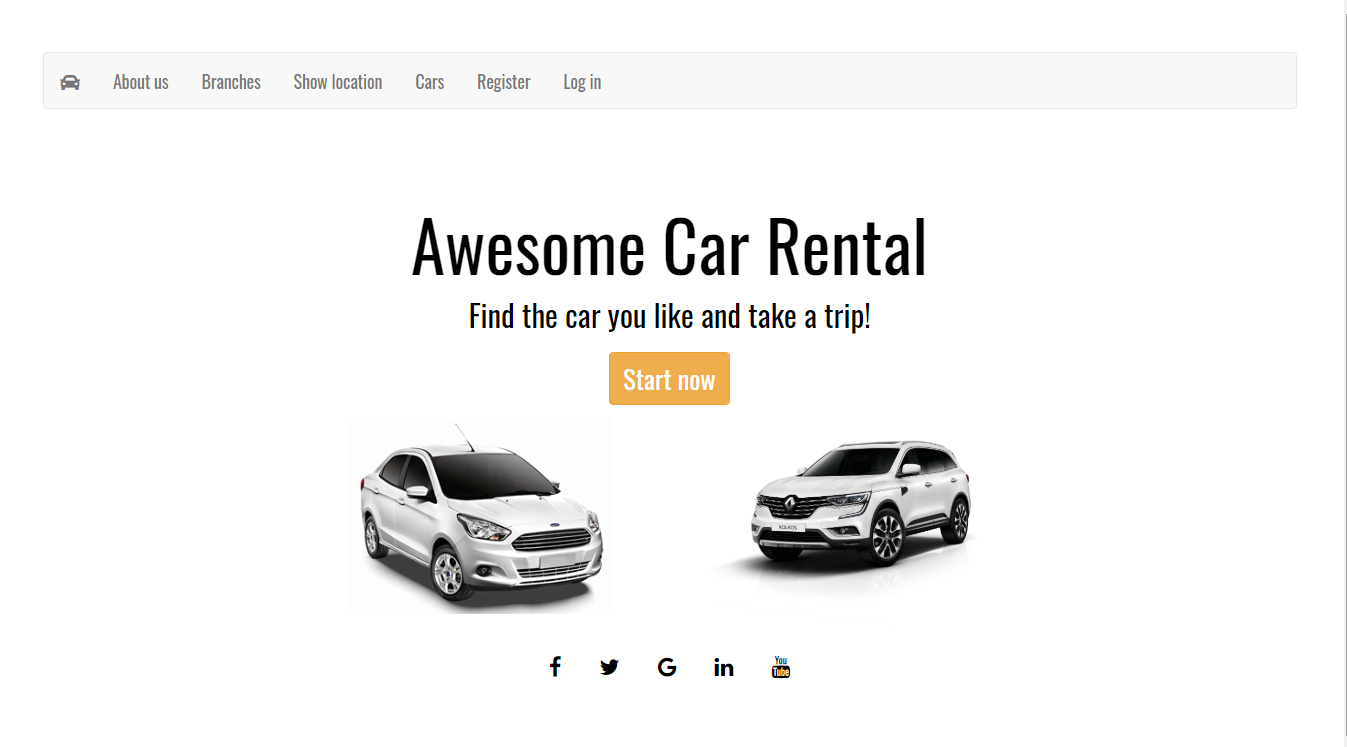 About us Branches Show location Cars Register Log in
Awesome Car Rental
Find the car you like and take a trip!
Start now
KOLEOS
You
Tube